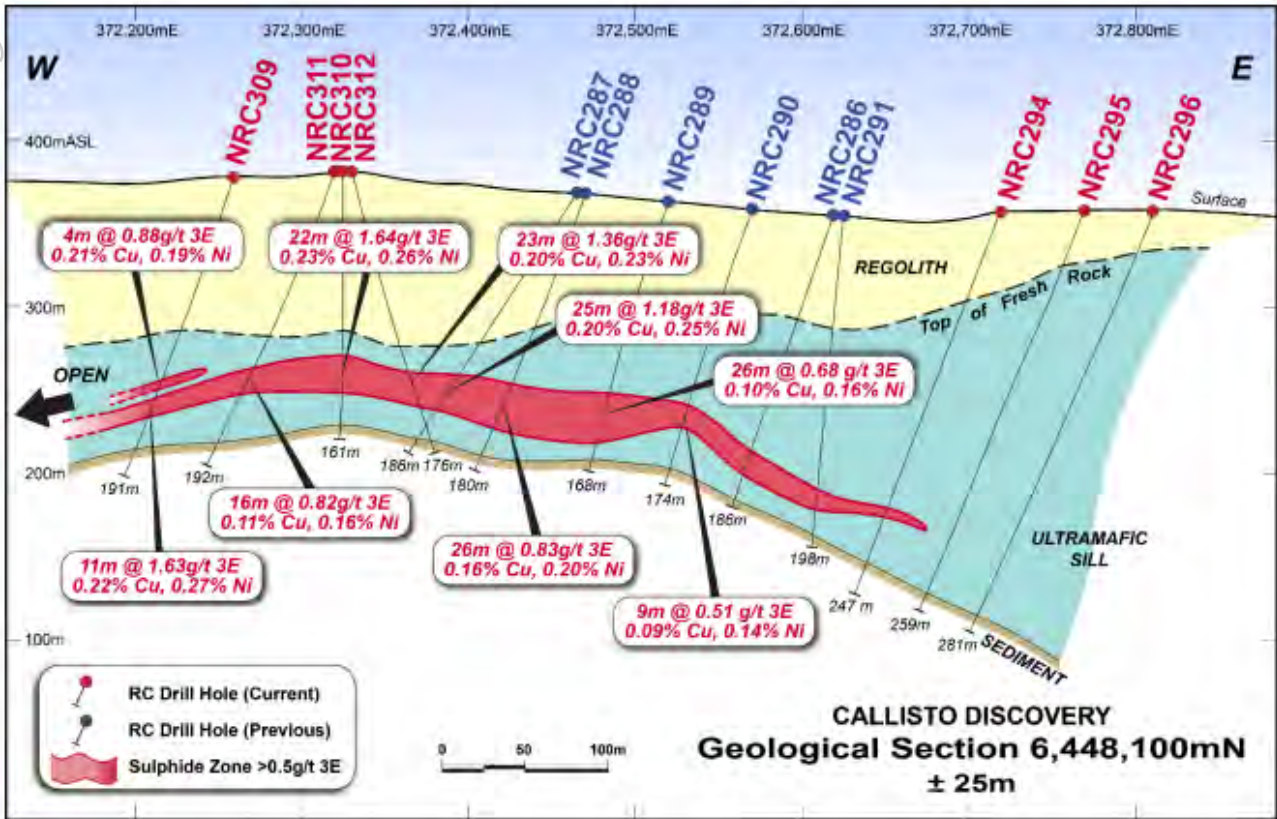 372,200mE
372,300mE
372,400mE
372,500mE
372,600mE
372,700mE
372,800mE
W
E
NRC309
NRC311
NRC310
NRC312
NRC287
NRC288
NRC289
NRC290
NRC286
NRC291
NRC294
NRC295
NRC296
400mASL
Surface
4m @ 0.88g/t 3E
0.21% Cu, 0.19% Ni
22m @ 1.64g/t 3E
0.23% Cu, 0.26% Ni
23m @ 1.36g/t 3E
0.20% Cu, 0.23% Ni
REGOLITH
25m @ 1.18g/t 3E
0.20% Cu, 0.25% Ni
300m
Top of Fresh Rock
OPEN
26m @ 0.68 g/t 3E
0.10% Cu, 0.16% Ni
200m
191m
192m
161m
186m
176m
180m
168m
174m
186m
198m
247 m
259m
281m
16m @ 0.82g/t 3E
0.11% Cu, 0.16% Ni
11m @ 1.63g/t 3E
0.22% Cu, 0.27% Ni
26m @ 0.83g/t 3E
0.16% Cu, 0.20% Ni
9m @ 0.51 g/t 3E
0.09% Cu, 0.14% Ni
ULTRAMAFIC
SILL
100m
SEDIMENT
RC Drill Hole (Current)
RC Drill Hole (Previous)
Sulphide Zone >0.5g/t 3E
0 50 100m
CALLISTO DISCOVERY
Geological Section 6,448,100mN
± 25m